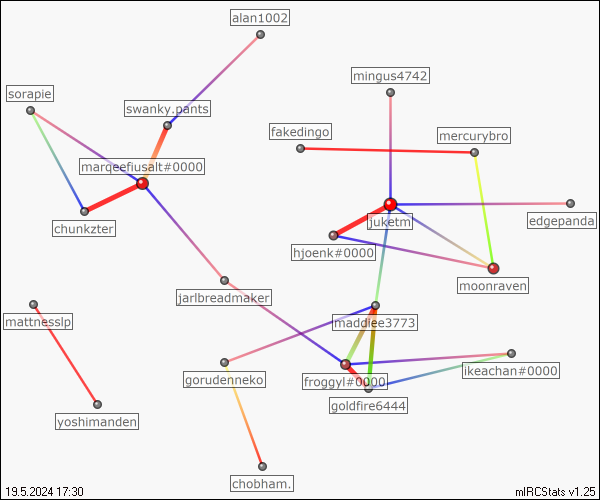 alan1002
mingus4742
sorapie
swanky.pants
fakedingo
mercurybro
marqeefiusalt#0000
chunkzter
juketm
edgepanda
hjoenk#0000
moonraven
jarlbreadmaker
mattnesslp
maddiee3773
gorudenneko
froggyl#0000
ikeachan#0000
goldfire6444
yoshimanden
chobham.
19.5.2024 17:30
mIRCStats v1.25